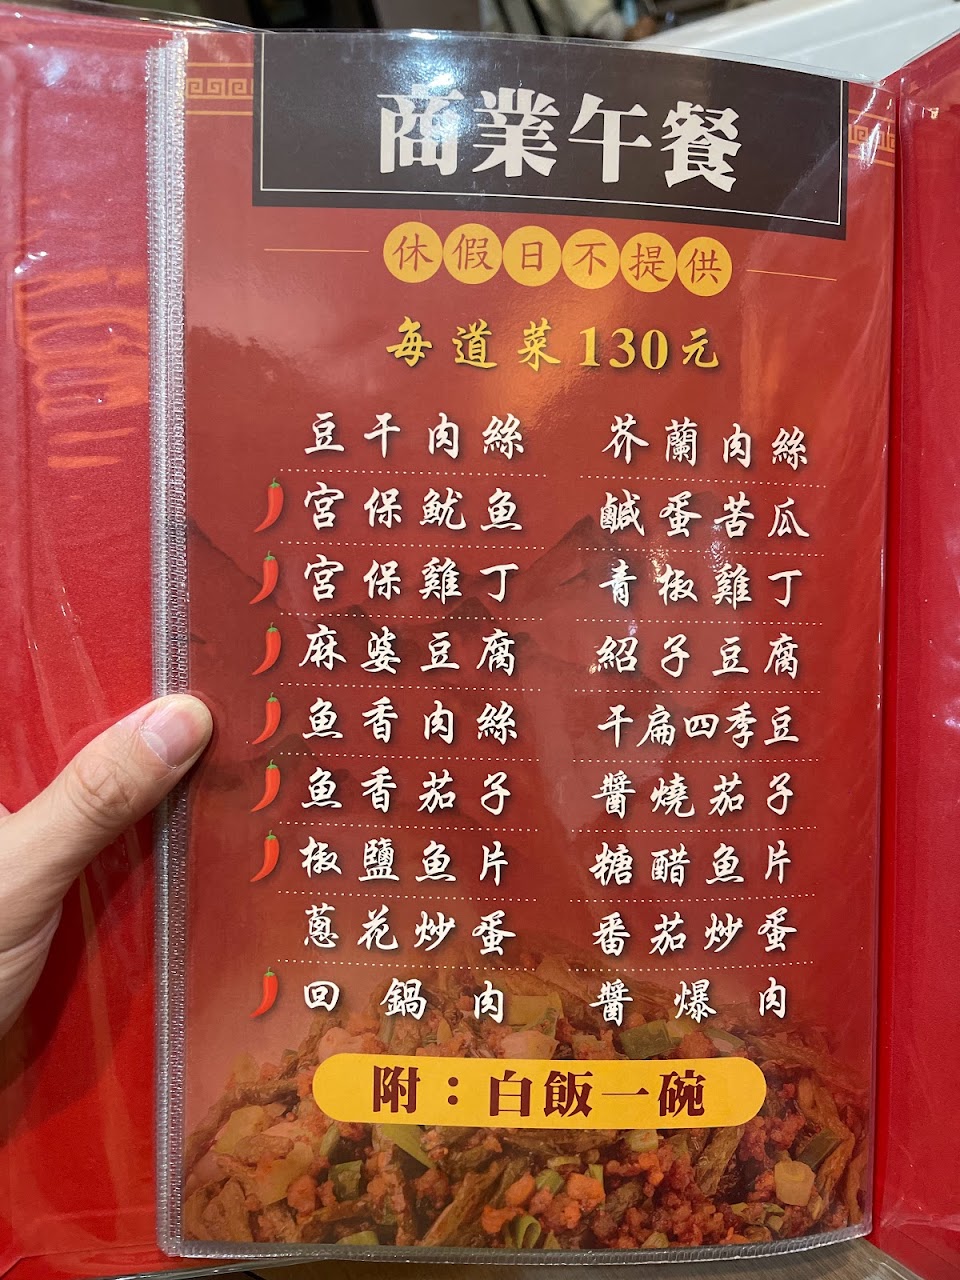 商業午餐
休假日不提供
每道菜130元
豆干肉絲
宮保魷魚
宮保雞丁
麻婆豆腐
魚香肉絲
魚香茄子
椒鹽魚片
蔥花炒蛋
回鍋肉
芥蘭肉絲
鹹蛋苦瓜
青椒雞丁
紹子豆腐
干扁四季豆
醬燒茄子
糖醋魚片
番茄炒蛋
醬爆肉
附：白飯一碗